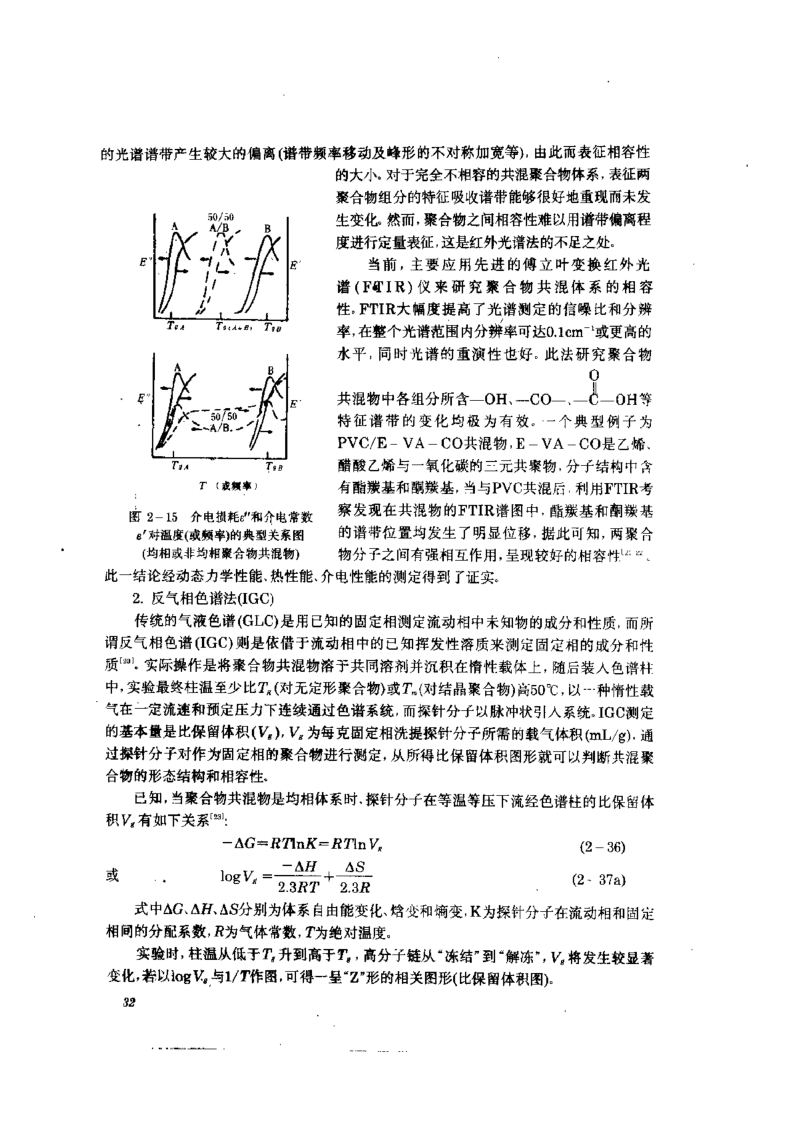 的光谱谱带产生较大的偏离(谱带频率移动及峰形的不对称加宽等),由此而表征相容性
的大小。对于完全不相容的共混聚合物体系,表征两
聚合物组分的特征吸收谱带能够很好地重现而未发
生变化。然而,聚合物之间相容性难以用谱带偏离程
度进行定量表征,这是红外光谱法的不足之处。
当前,主要应用先进的傅立叶变换红外光
谱(FTIR)仪来研究聚合物共混体系的相容
性。FTIR大幅度提高了光谱测定的信噪比和分辨
率,在整个光谱范围内分辨率可达0.1cm⁻¹或更高的
水平,同时光谱的重演性也好。此法研究聚合物
O
‖
共混物中各组分所含—OH、—CO—、—C—OH等
特征谱带的变化均极为有效。一个典型例子为
PVC/E-VA-CO共混物,E-VA-CO是乙烯、
醋酸乙烯与一氧化碳的三元共聚物,分子结构中含
有酯羰基和酮羰基,当与PVC共混后,利用FTIR考
察发现在共混物的FTIR谱图中,酯羰基和酮羰基
的谱带位置均发生了明显位移,据此可知,两聚合
物分子之间有强相互作用,呈现较好的相容性
A
50/50
A/B
B
E″
E′
TgA
Tg(A+B)
TgB
A
B
E″
E′
50/50
A/B
TgA
TgB
T (或频率)
图 2-15 介电损耗ε″和介电常数
ε′对温度(或频率)的典型关系图
(均相或非均相聚合物共混物)
此一结论经动态力学性能、热性能、介电性能的测定得到了证实。
2. 反气相色谱法(IGC)
传统的气液色谱(GLC)是用已知的固定相测定流动相中未知物的成分和性质,而所
谓反气相色谱(IGC)则是依借于流动相中的已知挥发性溶质来测定固定相的成分和性
质[23]。实际操作是将聚合物共混物溶于共同溶剂并沉积在惰性载体上,随后装入色谱柱
中,实验最终柱温至少比Tg(对无定形聚合物)或Tm(对结晶聚合物)高50℃,以一种惰性载
气在一定流速和预定压力下连续通过色谱系统,而探针分子以脉冲状引入系统。IGC测定
的基本量是比保留体积(Vg),Vg为每克固定相洗提探针分子所需的载气体积(mL/g),通
过探针分子对作为固定相的聚合物进行测定,从所得比保留体积图形就可以判断共混聚
合物的形态结构和相容性。
已知,当聚合物共混物是均相体系时,探针分子在等温等压下流经色谱柱的比保留体
积Vg有如下关系[23]:
−ΔG=RTlnK=RTlnVg (2-36)
或 logVg=−ΔH/2.3RT+ΔS/2.3R (2-37a)
式中ΔG、ΔH、ΔS分别为体系自由能变化、焓变和熵变,K为探针分子在流动相和固定
相间的分配系数,R为气体常数,T为绝对温度。
实验时,柱温从低于Tg升到高于Tg,高分子链从“冻结”到“解冻”,Vg将发生较显著
变化,若以logVg与1/T作图,可得一呈“Z”形的相关图形(比保留体积图)。
32